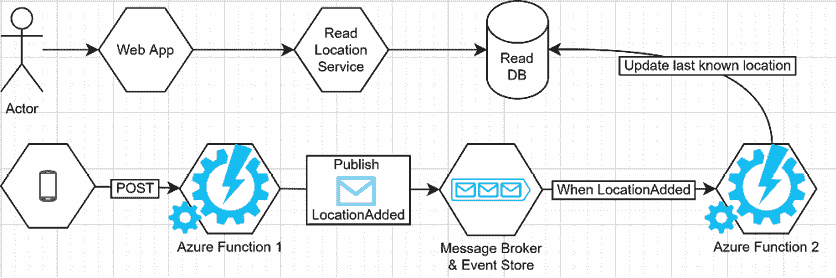 Actor
Web App
Read
Location
Service
Read
DB
Update last known location
POST
Azure Function 1
Publish
LocationAdded
Message Broker
& Event Store
When LocationAdded
Azure Function 2